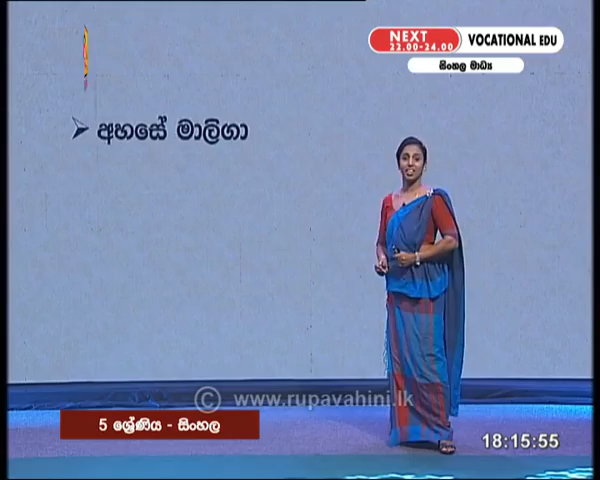 NEXT
22.00-24.00
VOCATIONAL EDU
සිංහල මාධ්‍ය
අහසේ මාලිගා
© www.rupavahini.lk
5 ශ්‍රේණිය - සිංහල
18:15:55